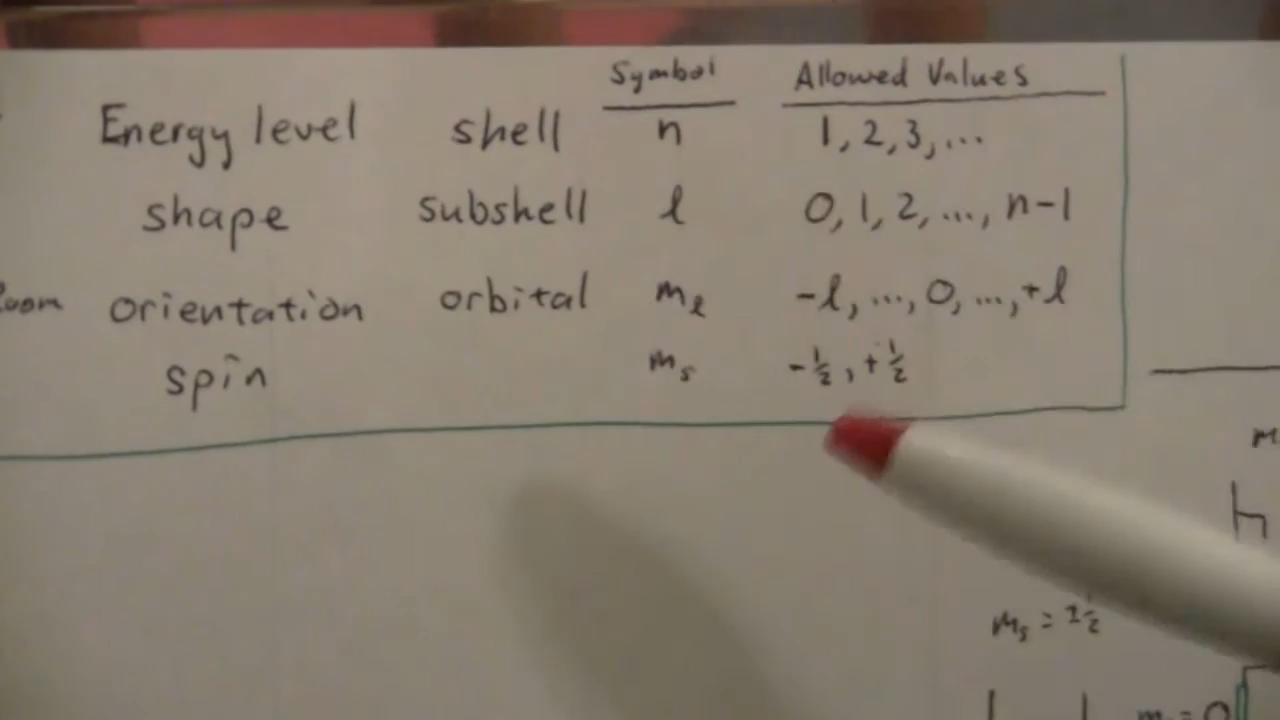 Symbol Allowed Values
Energy level shell n 1, 2, 3, ...
shape subshell l 0, 1, 2, ..., n-1
orientation orbital mℓ -l, ..., 0, ..., +l
spin ms -1/2, +1/2
h